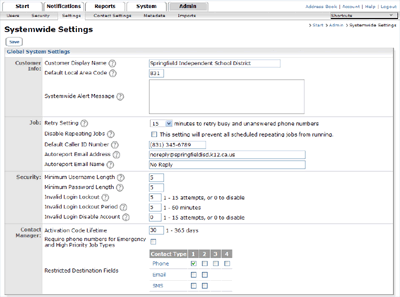 Start Notifications Reports System Admin
Address Book | Account | Help | Logout
Users Security Settings Contact Settings Metadata Imports
Shortcuts
Systemwide Settings
> Start > Admin > Systemwide Settings
Save
Global System Settings
Customer Info:
Customer Display Name
Springfield Independent School District
Default Local Area Code
831
Systemwide Alert Message
Job:
Retry Setting
15 minutes to retry busy and unanswered phone numbers
Disable Repeating Jobs
This setting will prevent all scheduled repeating jobs from running.
Default Caller ID Number
(831) 345-6789
Autoreport Email Address
noreply@springfieldisd.k12.ca.us
Autoreport Email Name
No Reply
Security:
Minimum Username Length
5
Minimum Password Length
5
Invalid Login Lockout
5 1 - 15 attempts, or 0 to disable
Invalid Login Lockout Period
5 1 - 60 minutes
Invalid Login Disable Account
0 1 - 15 attempts, or 0 to disable
Contact Manager:
Activation Code Lifetime
30 1 - 365 days
Require phone numbers for Emergency and High Priority Job Types
Restricted Destination Fields
Contact Type 1 2 3 4
Phone
Email
SMS